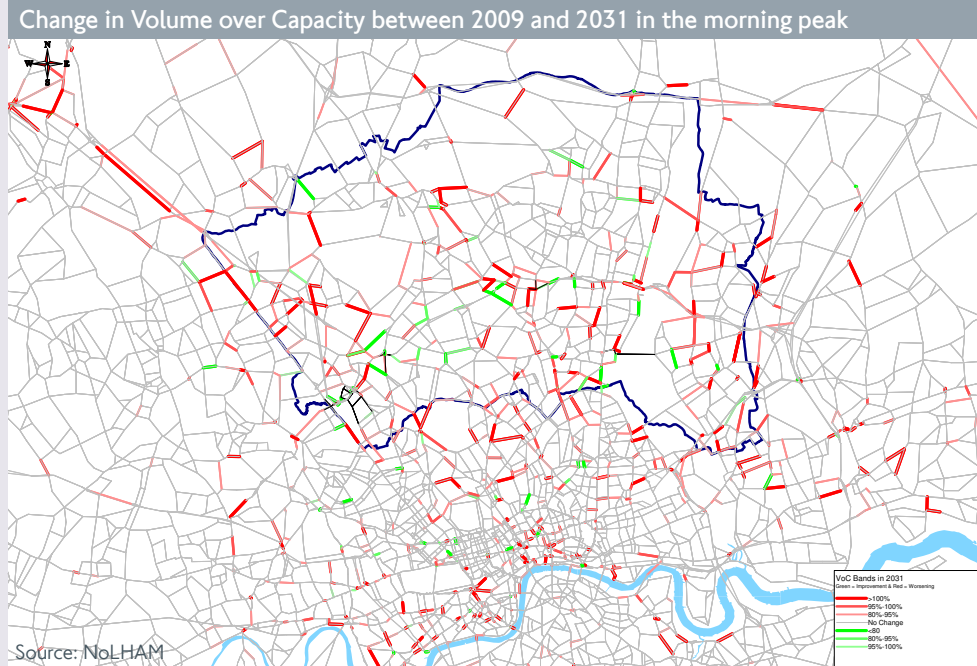 Change in Volume over Capacity between 2009 and 2031 in the morning peak
N
W E
S
VoC Bands in 2031
Green = Improvement & Red = Worsening
>100%
95%-100%
80%-95%
No Change
<80
80%-95%
95%-100%
Source: NoLHAM